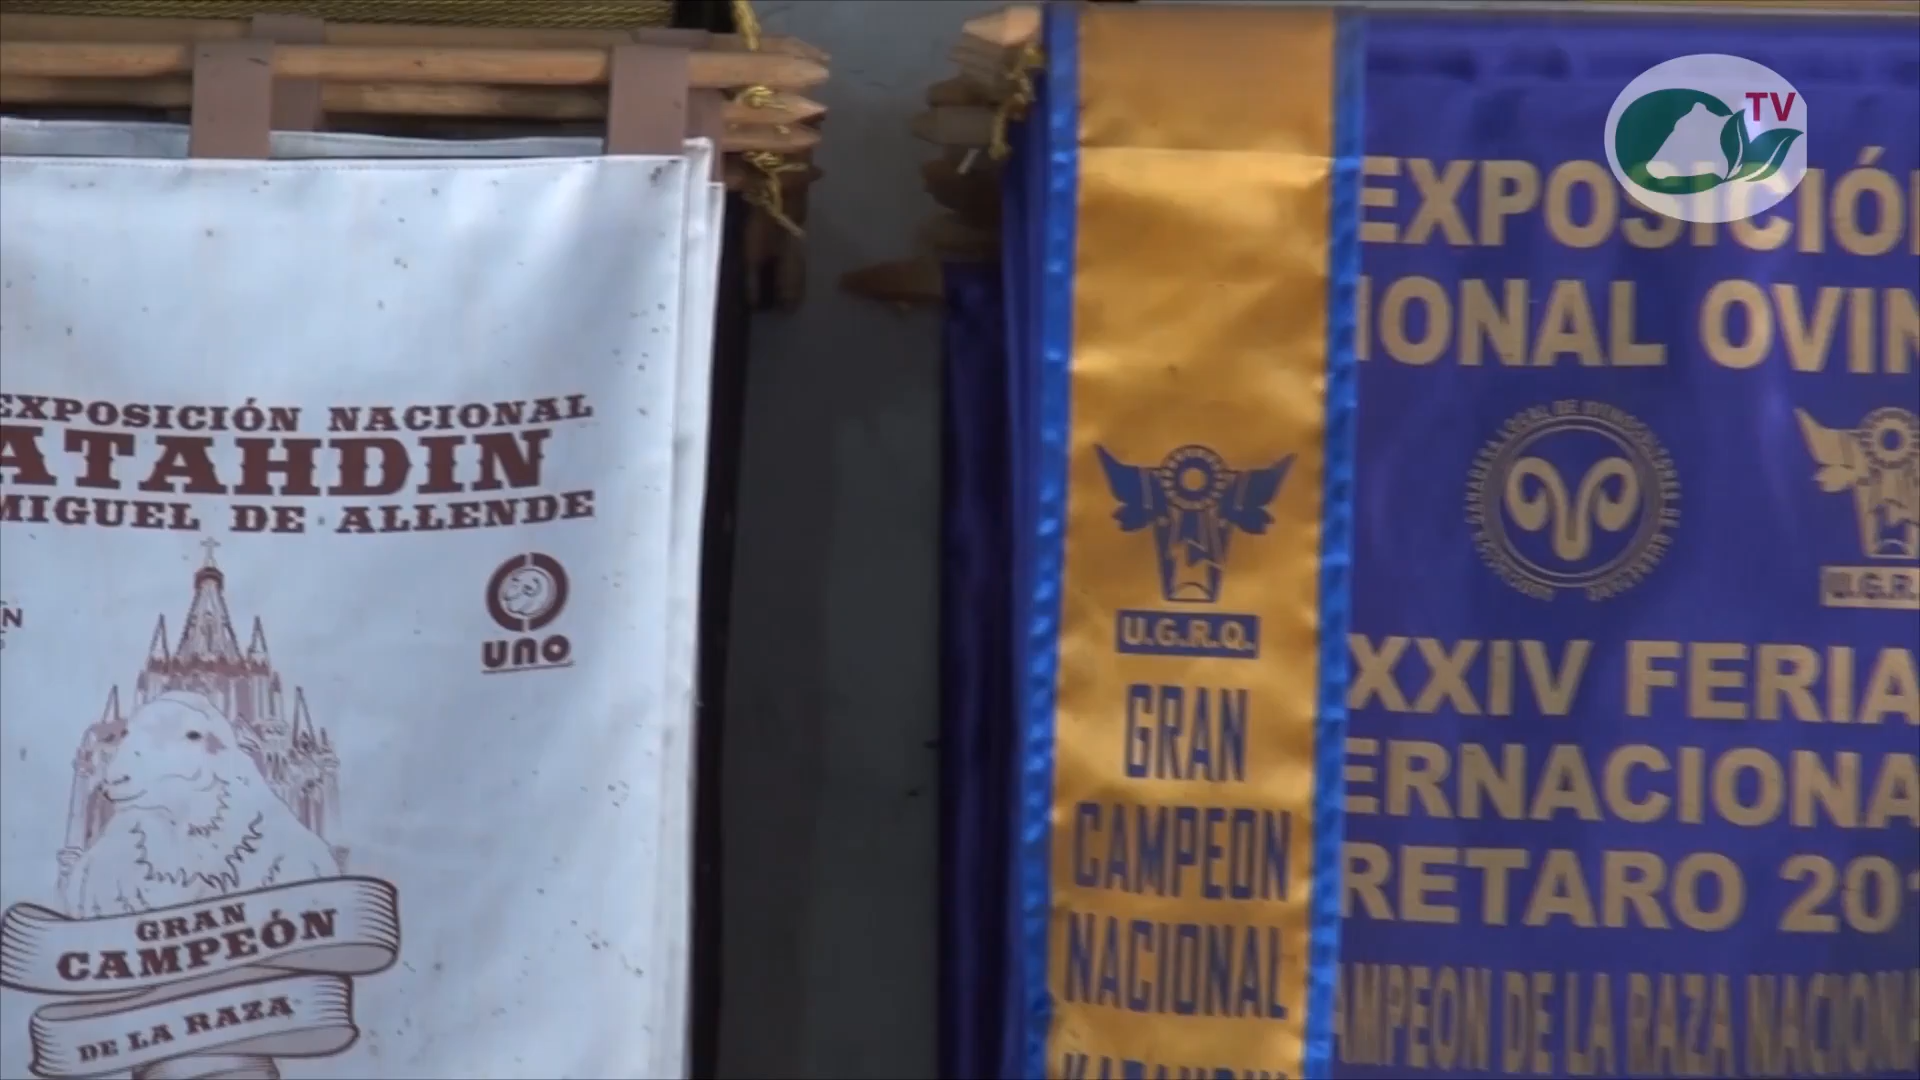 EXPOSICIÓN NACIONAL
ATAHDIN
MIGUEL DE ALLENDE
UNO
GRAN
CAMPEÓN
DE LA RAZA
U.G.R.Q.
GRAN
CAMPEON
NACIONAL
TV
EXPOSICIÓ
IONAL OVIN
U.G.R.
XXIV FERIA
ERNACIONA
RETARO 201
AMPEON DE LA RAZA NACIONA